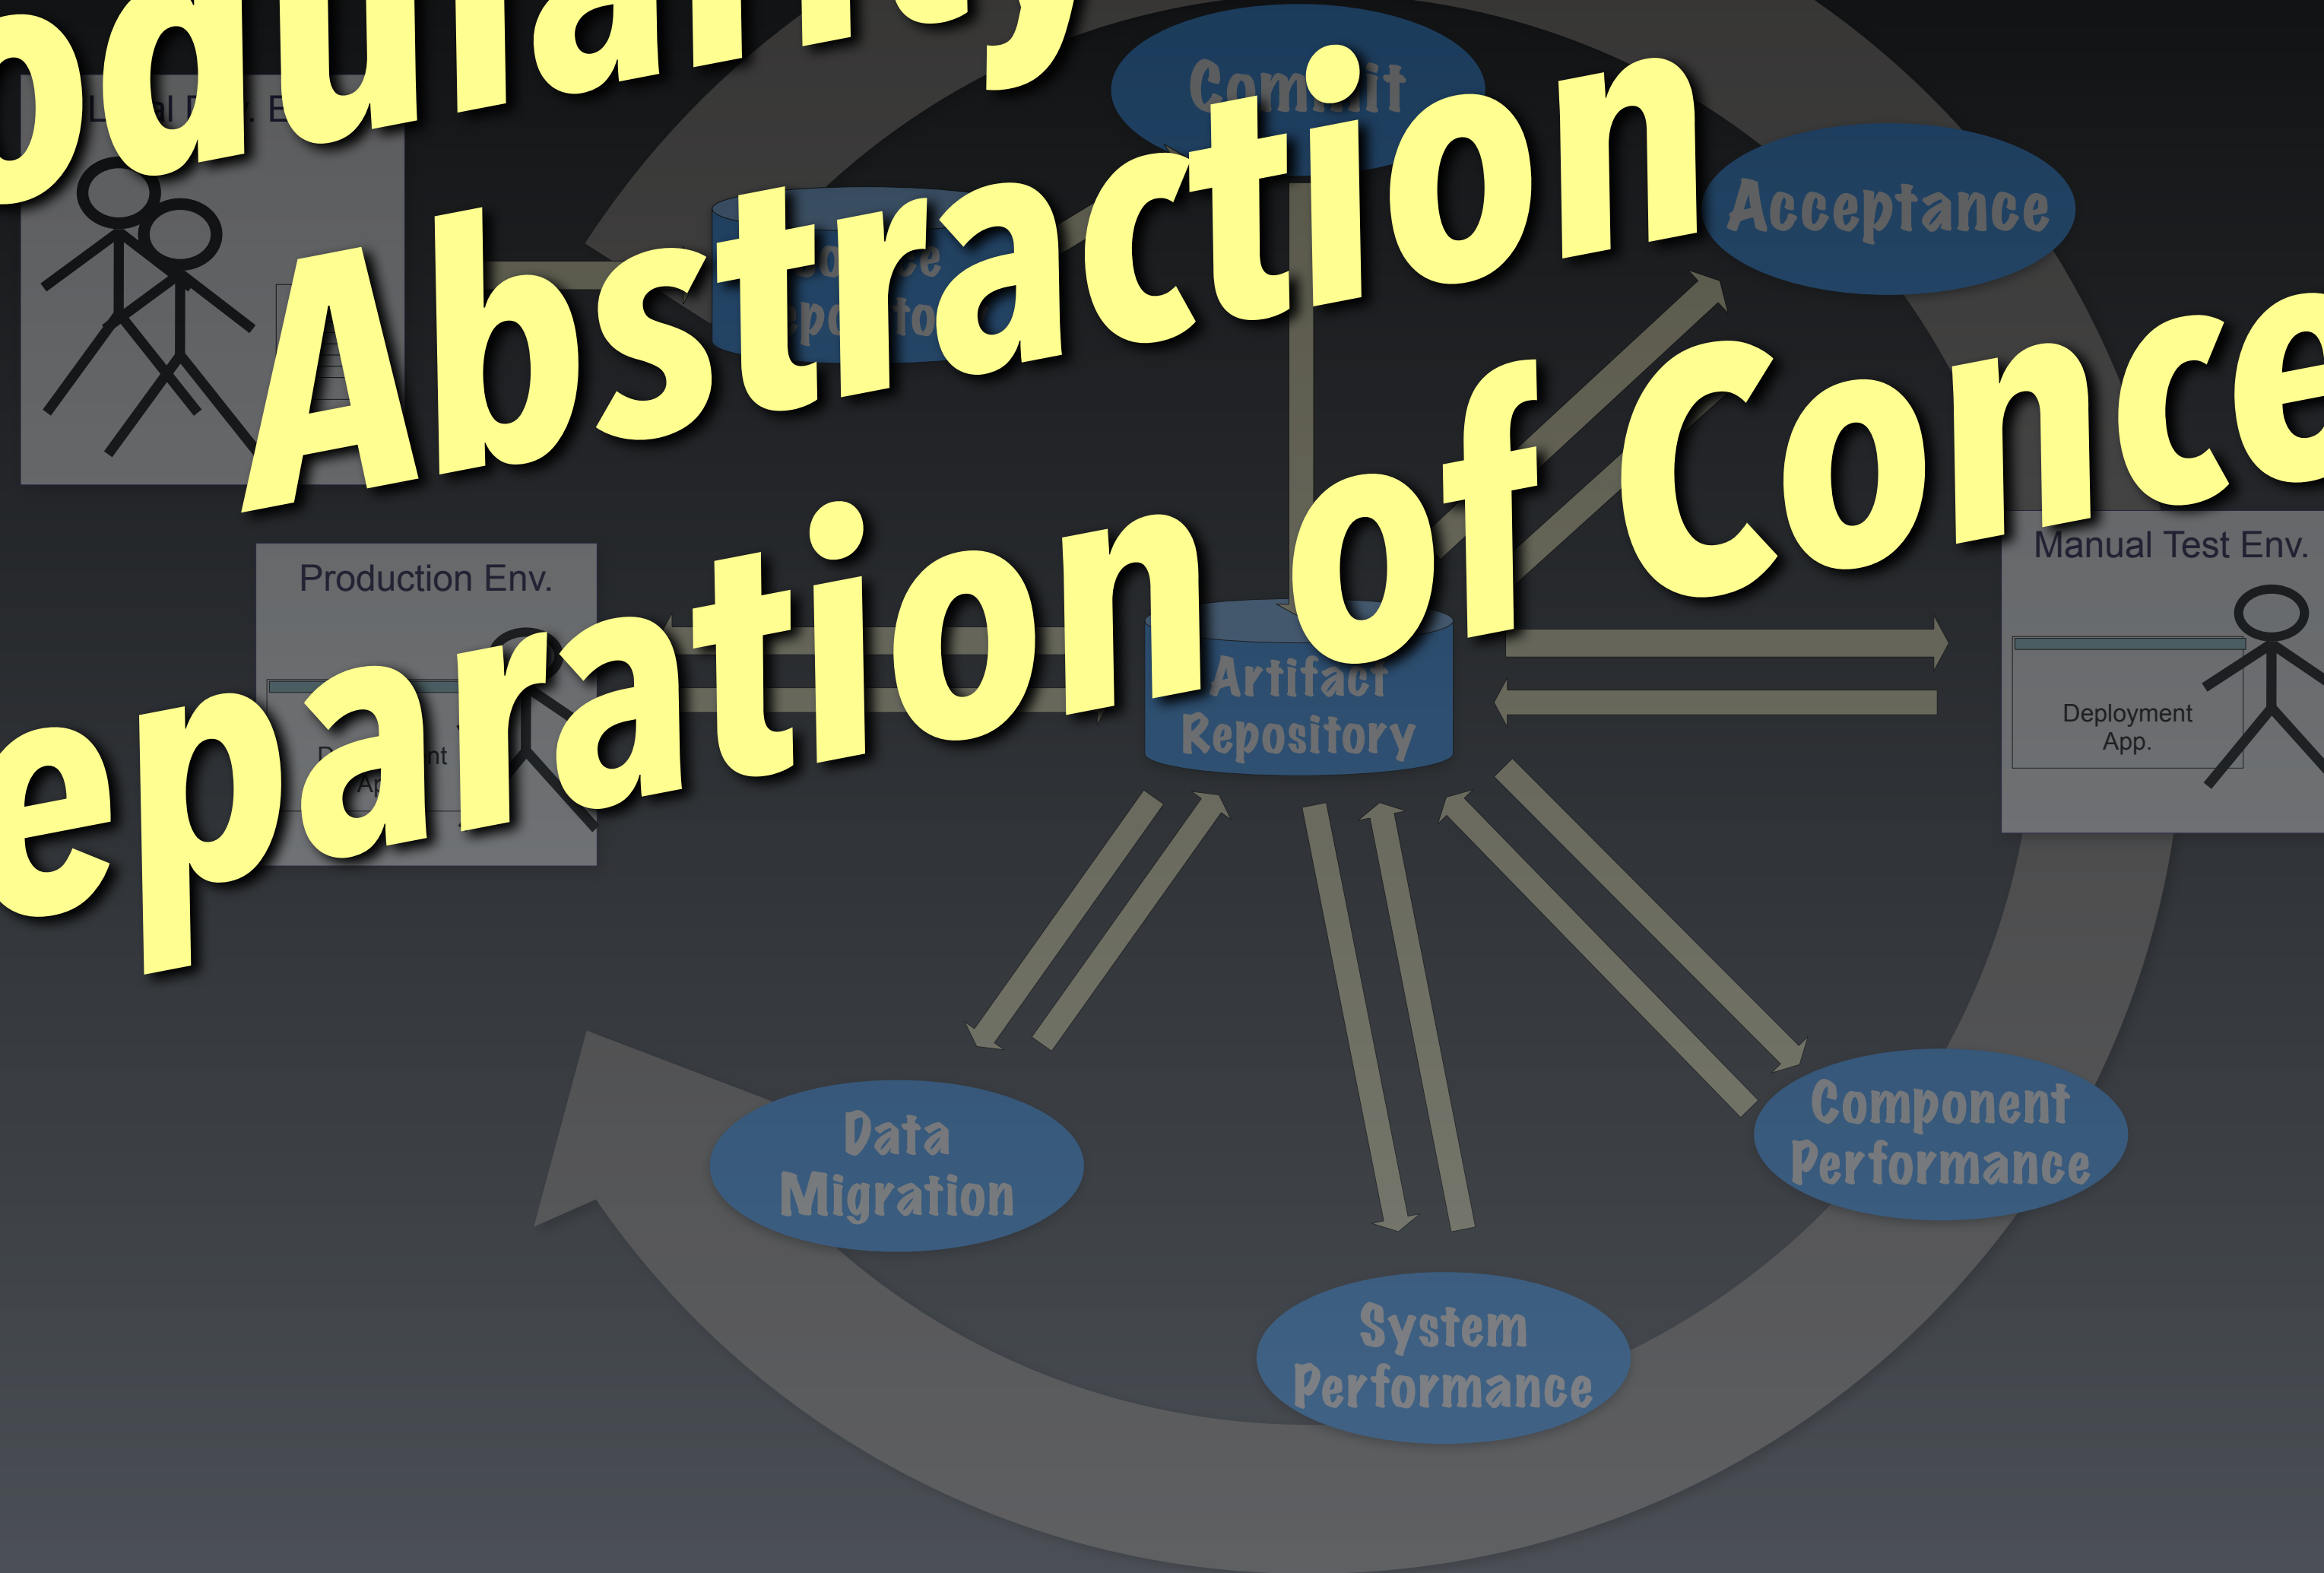 odularity
Abstraction
eparation of Conce
Commit
Acceptance
Production Env.
Manual Test Env.
Deployment
App.
Artifact
Repository
Data
Migration
Component
Performance
System
Performance